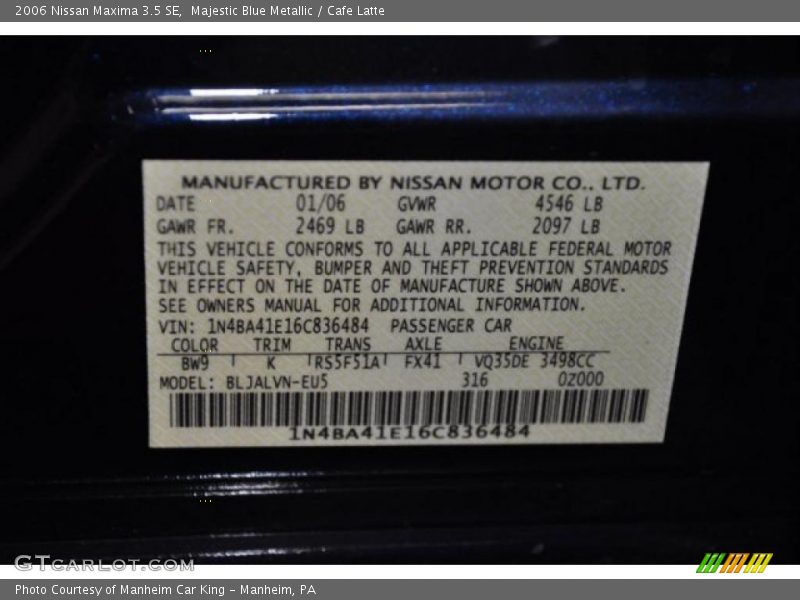 2006 Nissan Maxima 3.5 SE,  Majestic Blue Metallic / Cafe Latte
MANUFACTURED BY NISSAN MOTOR CO., LTD.
DATE 01/06 GVWR 4546 LB
GAWR FR. 2469 LB GAWR RR. 2097 LB
THIS VEHICLE CONFORMS TO ALL APPLICABLE FEDERAL MOTOR
VEHICLE SAFETY, BUMPER AND THEFT PREVENTION STANDARDS
IN EFFECT ON THE DATE OF MANUFACTURE SHOWN ABOVE.
SEE OWNERS MANUAL FOR ADDITIONAL INFORMATION.
VIN: 1N4BA41E16C836484 PASSENGER CAR
COLOR TRIM TRANS AXLE ENGINE
BW9 K RS5F51A FX41 VQ35DE 3498CC
MODEL: BLJALVN-EU5 316 0Z000
1N4BA41E16C836484
GTcarlot.com
Photo Courtesy of Manheim Car King - Manheim, PA